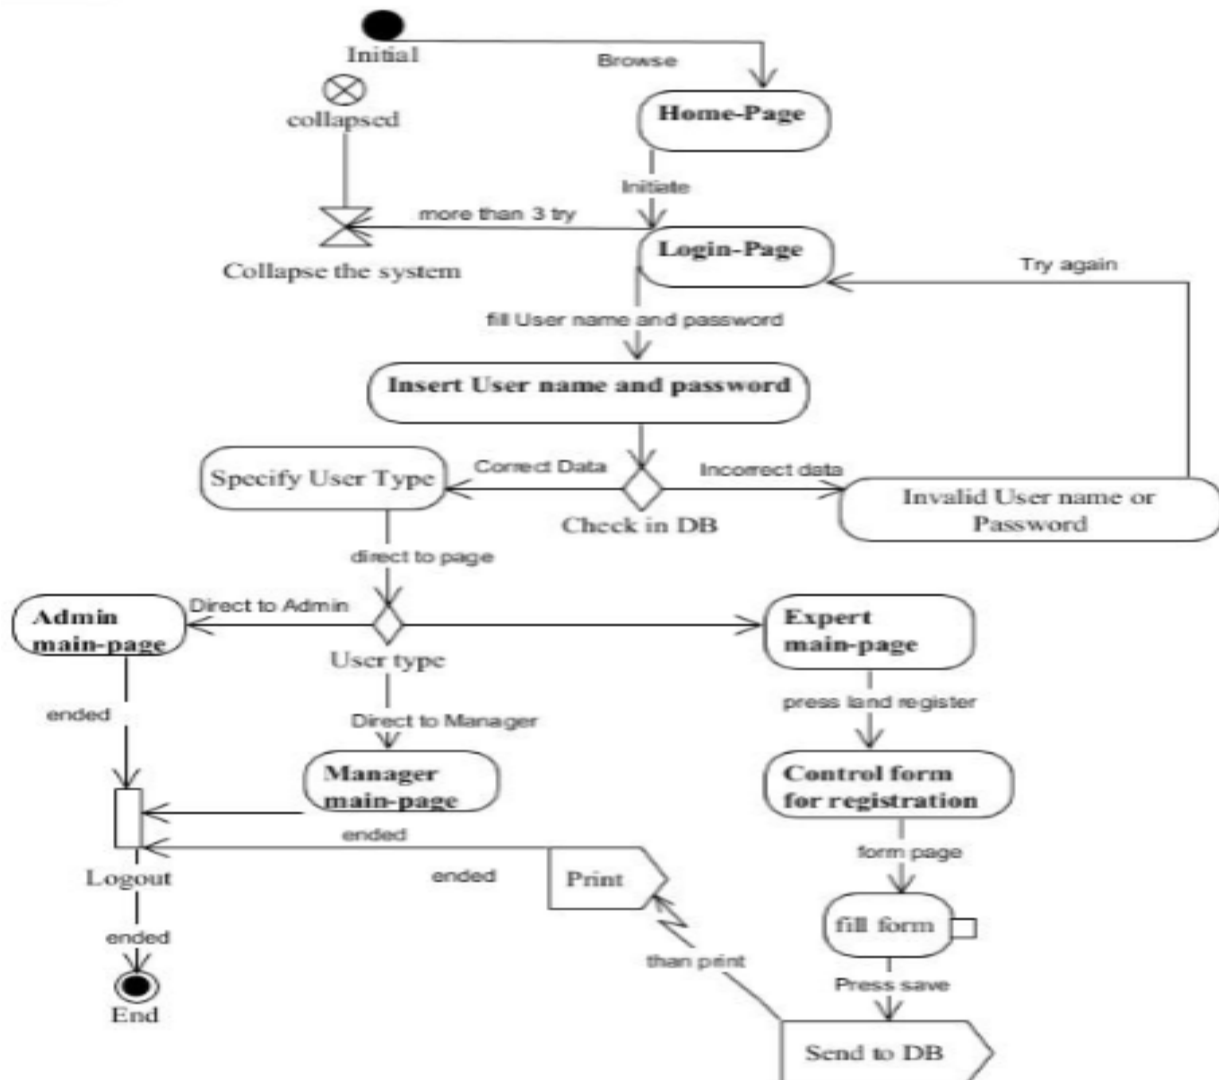 Initial
Browse
collapsed
Home-Page
Initiate
more than 3 try
Login-Page
Collapse the system
Try again
fill User name and password
Insert User name and password
Specify User Type
Correct Data
Incorrect data
Invalid User name or
Password
Check in DB
direct to page
Admin
main-page
Direct to Admin
Expert
main-page
User type
press land register
ended
Direct to Manager
Manager
main-page
Control form
for registration
ended
form page
Logout
ended
Print
fill form
ended
than print
Press save
End
Send to DB